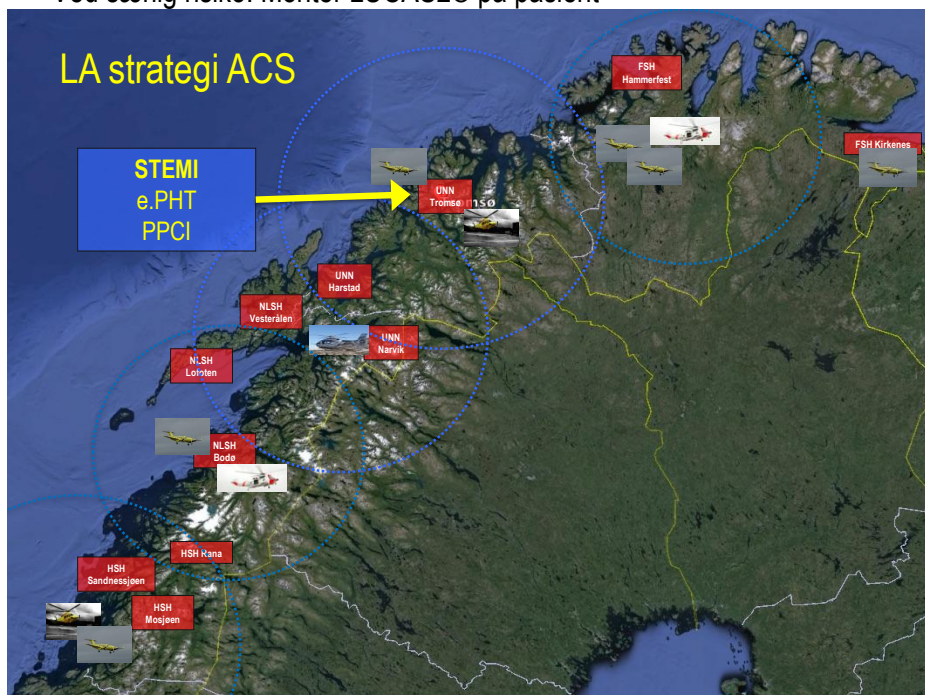 LA strategi ACS
STEMI
e.PHT
PPCI
FSH
Hammerfest
FSH Kirkenes
UNN
Tromsø
UNN
Harstad
NLSH
Vesterålen
UNN
Narvik
NLSH
Lofoten
NLSH
Bodø
HSH Rana
HSH
Sandnessjøen
HSH
Mosjøen